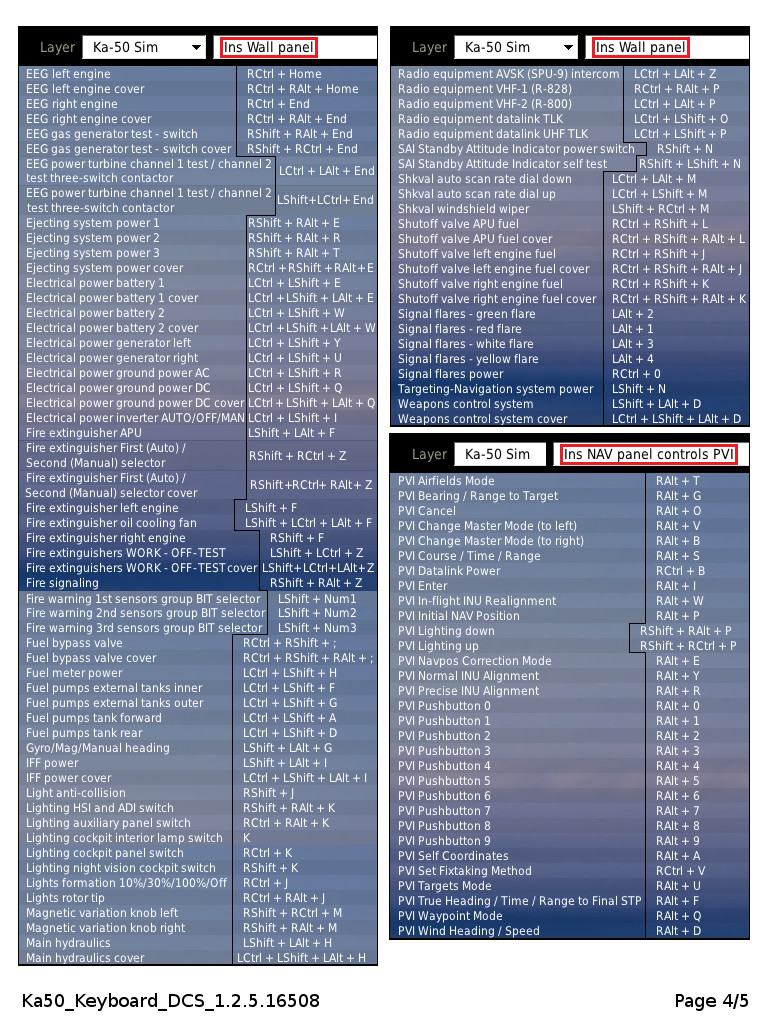 Layer Ka-50 Sim Ins Wall panel
EEG left engine RCtrl + Home
EEG left engine cover RCtrl + RAlt + Home
EEG right engine RCtrl + End
EEG right engine cover RCtrl + RAlt + End
EEG gas generator test - switch RShift + RAlt + End
EEG gas generator test - switch cover RShift + RCtrl + End
EEG power turbine channel 1 test / channel 2
test three-switch contactor LCtrl + LAlt + End
EEG power turbine channel 1 test / channel 2
test three-switch contactor LShift+LCtrl+ End
Ejecting system power 1 RShift + RAlt + E
Ejecting system power 2 RShift + RAlt + R
Ejecting system power 3 RShift + RAlt + T
Ejecting system power cover RCtrl +RShift +RAlt+E
Electrical power battery 1 LCtrl + LShift + E
Electrical power battery 1 cover LCtrl + LShift + LAlt + E
Electrical power battery 2 LCtrl + LShift + W
Electrical power battery 2 cover LCtrl +LShift +LAlt + W
Electrical power generator left LCtrl + LShift + Y
Electrical power generator right LCtrl + LShift + U
Electrical power ground power AC LCtrl + LShift + R
Electrical power ground power DC LCtrl + LShift + Q
Electrical power ground power DC cover LCtrl + LShift + LAlt + Q
Electrical power inverter AUTO/OFF/MAN LCtrl + LShift + I
Fire extinguisher APU LShift + LAlt + F
Fire extinguisher First (Auto) /
Second (Manual) selector RShift + RCtrl + Z
Fire extinguisher First (Auto) /
Second (Manual) selector cover RShift+RCtrl+ RAlt+ Z
Fire extinguisher left engine LShift + F
Fire extinguisher oil cooling fan LShift + LCtrl + LAlt + F
Fire extinguisher right engine RShift + F
Fire extinguishers WORK - OFF-TEST LShift + LCtrl + Z
Fire extinguishers WORK - OFF-TEST cover LShift+LCtrl+LAlt+Z
Fire signaling RShift + RAlt + Z
Fire warning 1st sensors group BIT selector LShift + Num1
Fire warning 2nd sensors group BIT selector LShift + Num2
Fire warning 3rd sensors group BIT selector LShift + Num3
Fuel bypass valve RCtrl + RShift + ;
Fuel bypass valve cover RCtrl + RShift + RAlt + ;
Fuel meter power LCtrl + LShift + H
Fuel pumps external tanks inner LCtrl + LShift + F
Fuel pumps external tanks outer LCtrl + LShift + G
Fuel pumps tank forward LCtrl + LShift + A
Fuel pumps tank rear LCtrl + LShift + D
Gyro/Mag/Manual heading LShift + LAlt + G
IFF power LShift + LAlt + I
IFF power cover LCtrl + LShift + LAlt + I
Light anti-collision RShift + J
Lighting HSI and ADI switch RShift + RAlt + K
Lighting auxiliary panel switch RCtrl + RAlt + K
Lighting cockpit interior lamp switch K
Lighting cockpit panel switch RCtrl + K
Lighting night vision cockpit switch RShift + K
Lights formation 10%/30%/100%/Off RCtrl + J
Lights rotor tip RCtrl + RAlt + J
Magnetic variation knob left RShift + RCtrl + M
Magnetic variation knob right RShift + RAlt + M
Main hydraulics LShift + LAlt + H
Main hydraulics cover LCtrl + LShift + LAlt + H
Layer Ka-50 Sim Ins Wall panel
Radio equipment AVSK (SPU-9) intercom LCtrl + LAlt + Z
Radio equipment VHF-1 (R-828) RCtrl + RAlt + P
Radio equipment VHF-2 (R-800) LCtrl + LAlt + P
Radio equipment datalink TLK LCtrl + LShift + O
Radio equipment datalink UHF TLK LCtrl + LShift + P
SAI Standby Attitude Indicator power switch RShift + N
SAI Standby Attitude Indicator self test RShift + LShift + N
Shkval auto scan rate dial down LCtrl + LAlt + M
Shkval auto scan rate dial up LCtrl + LShift + M
Shkval windshield wiper LShift + RCtrl + M
Shutoff valve APU fuel RCtrl + RShift + L
Shutoff valve APU fuel cover RCtrl + RShift + RAlt + L
Shutoff valve left engine fuel RCtrl + RShift + J
Shutoff valve left engine fuel cover RCtrl + RShift + RAlt + J
Shutoff valve right engine fuel RCtrl + RShift + K
Shutoff valve right engine fuel cover RCtrl + RShift + RAlt + K
Signal flares - green flare LAlt + 2
Signal flares - red flare LAlt + 1
Signal flares - white flare LAlt + 3
Signal flares - yellow flare LAlt + 4
Signal flares power RCtrl + 0
Targeting-Navigation system power LShift + N
Weapons control system LShift + LAlt + D
Weapons control system cover LCtrl + LShift + LAlt + D
Layer Ka-50 Sim Ins NAV panel controls PVI
PVI Airfields Mode RAlt + T
PVI Bearing / Range to Target RAlt + G
PVI Cancel RAlt + O
PVI Change Master Mode (to left) RAlt + V
PVI Change Master Mode (to right) RAlt + B
PVI Course / Time / Range RAlt + S
PVI Datalink Power RCtrl + B
PVI Enter RAlt + I
PVI In-flight INU Realignment RAlt + W
PVI Initial NAV Position RAlt + P
PVI Lighting down RShift + RAlt + P
PVI Lighting up RShift + RCtrl + P
PVI Navpos Correction Mode RAlt + E
PVI Normal INU Alignment RAlt + Y
PVI Precise INU Alignment RAlt + R
PVI Pushbutton 0 RAlt + 0
PVI Pushbutton 1 RAlt + 1
PVI Pushbutton 2 RAlt + 2
PVI Pushbutton 3 RAlt + 3
PVI Pushbutton 4 RAlt + 4
PVI Pushbutton 5 RAlt + 5
PVI Pushbutton 6 RAlt + 6
PVI Pushbutton 7 RAlt + 7
PVI Pushbutton 8 RAlt + 8
PVI Pushbutton 9 RAlt + 9
PVI Self Coordinates RAlt + A
PVI Set Fixtaking Method RCtrl + V
PVI Targets Mode RAlt + U
PVI True Heading / Time / Range to Final STP RAlt + F
PVI Waypoint Mode RAlt + Q
PVI Wind Heading / Speed RAlt + D
Ka50_Keyboard_DCS_1.2.5.16508 Page 4/5